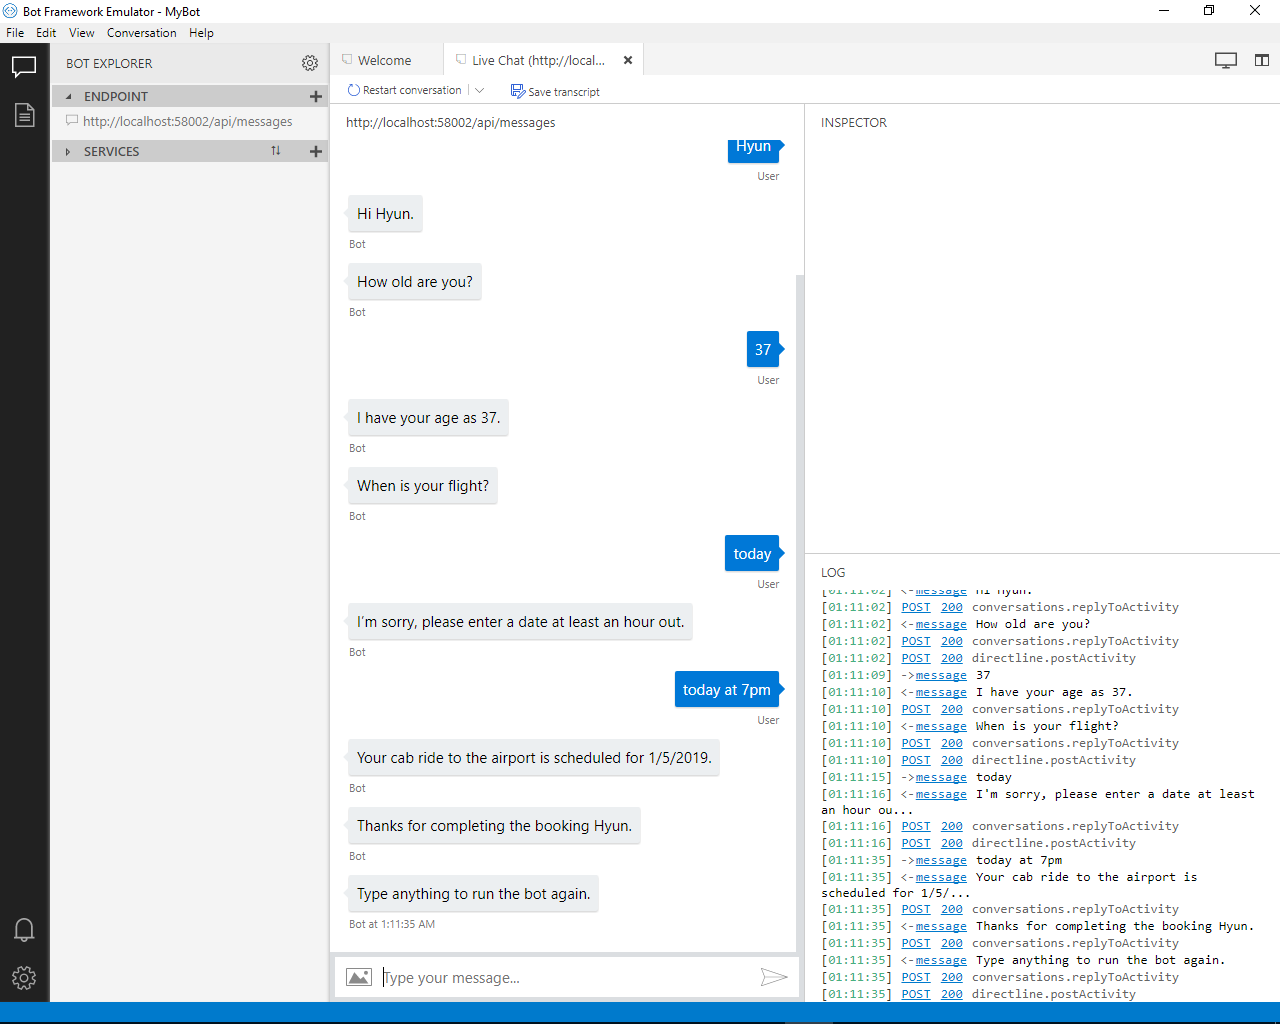 Bot Framework Emulator - MyBot
File Edit View Conversation Help
BOT EXPLORER
ENDPOINT
http://localhost:58002/api/messages
SERVICES
Welcome
Live Chat (http://local...
Restart conversation
Save transcript
http://localhost:58002/api/messages
Hyun
User
Hi Hyun.
Bot
How old are you?
Bot
37
User
I have your age as 37.
Bot
When is your flight?
Bot
today
User
I'm sorry, please enter a date at least an hour out.
Bot
today at 7pm
User
Your cab ride to the airport is scheduled for 1/5/2019.
Bot
Thanks for completing the booking Hyun.
Bot
Type anything to run the bot again.
Bot at 1:11:35 AM
Type your message...
INSPECTOR
LOG
[01:11:02] <-message Hi Hyun.
[01:11:02] POST 200 conversations.replyToActivity
[01:11:02] <-message How old are you?
[01:11:02] POST 200 conversations.replyToActivity
[01:11:02] POST 200 directline.postActivity
[01:11:09] ->message 37
[01:11:10] <-message I have your age as 37.
[01:11:10] POST 200 conversations.replyToActivity
[01:11:10] <-message When is your flight?
[01:11:10] POST 200 conversations.replyToActivity
[01:11:10] POST 200 directline.postActivity
[01:11:15] ->message today
[01:11:16] <-message I'm sorry, please enter a date at least
an hour ou...
[01:11:16] POST 200 conversations.replyToActivity
[01:11:16] POST 200 directline.postActivity
[01:11:35] ->message today at 7pm
[01:11:35] <-message Your cab ride to the airport is
scheduled for 1/5/...
[01:11:35] POST 200 conversations.replyToActivity
[01:11:35] <-message Thanks for completing the booking Hyun.
[01:11:35] POST 200 conversations.replyToActivity
[01:11:35] <-message Type anything to run the bot again.
[01:11:35] POST 200 conversations.replyToActivity
[01:11:35] POST 200 directline.postActivity